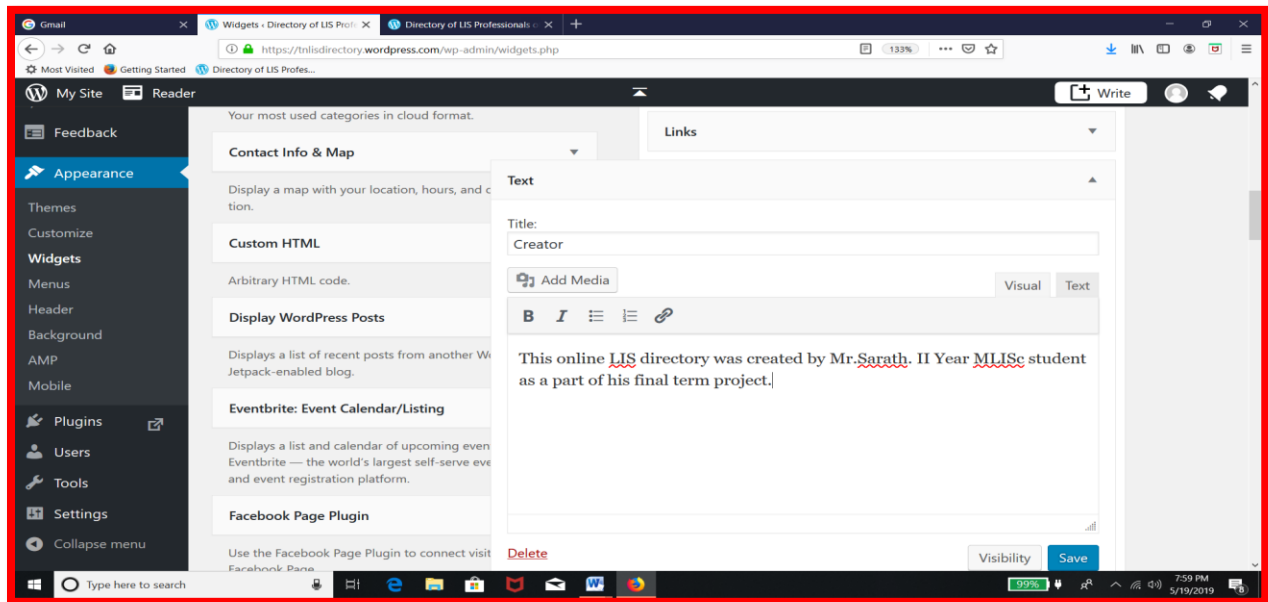 Gmail
Widgets ‹ Directory of LIS Prof
Directory of LIS Professionals
https://tnlisdirectory.wordpress.com/wp-admin/widgets.php
133%
Most Visited
Getting Started
Directory of LIS Profes...
My Site
Reader
Write
Feedback
Appearance
Themes
Customize
Widgets
Menus
Header
Background
AMP
Mobile
Plugins
Users
Tools
Settings
Collapse menu
Your most used categories in cloud format.
Contact Info & Map
Display a map with your location, hours, and
tion.
Custom HTML
Arbitrary HTML code.
Display WordPress Posts
Displays a list of recent posts from another
Jetpack-enabled blog.
Eventbrite: Event Calendar/Listing
Displays a list and calendar of upcoming even
Eventbrite — the world's largest self-serve eve
and event registration platform.
Facebook Page Plugin
Use the Facebook Page Plugin to connect visit
Facebook Page
Links
Text
Title:
Creator
Add Media
Visual
Text
B I
This online LIS directory was created by Mr.Sarath. II Year MLISc student
as a part of his final term project.
Delete
Visibility
Save
Type here to search
99%
7:59 PM
5/19/2019